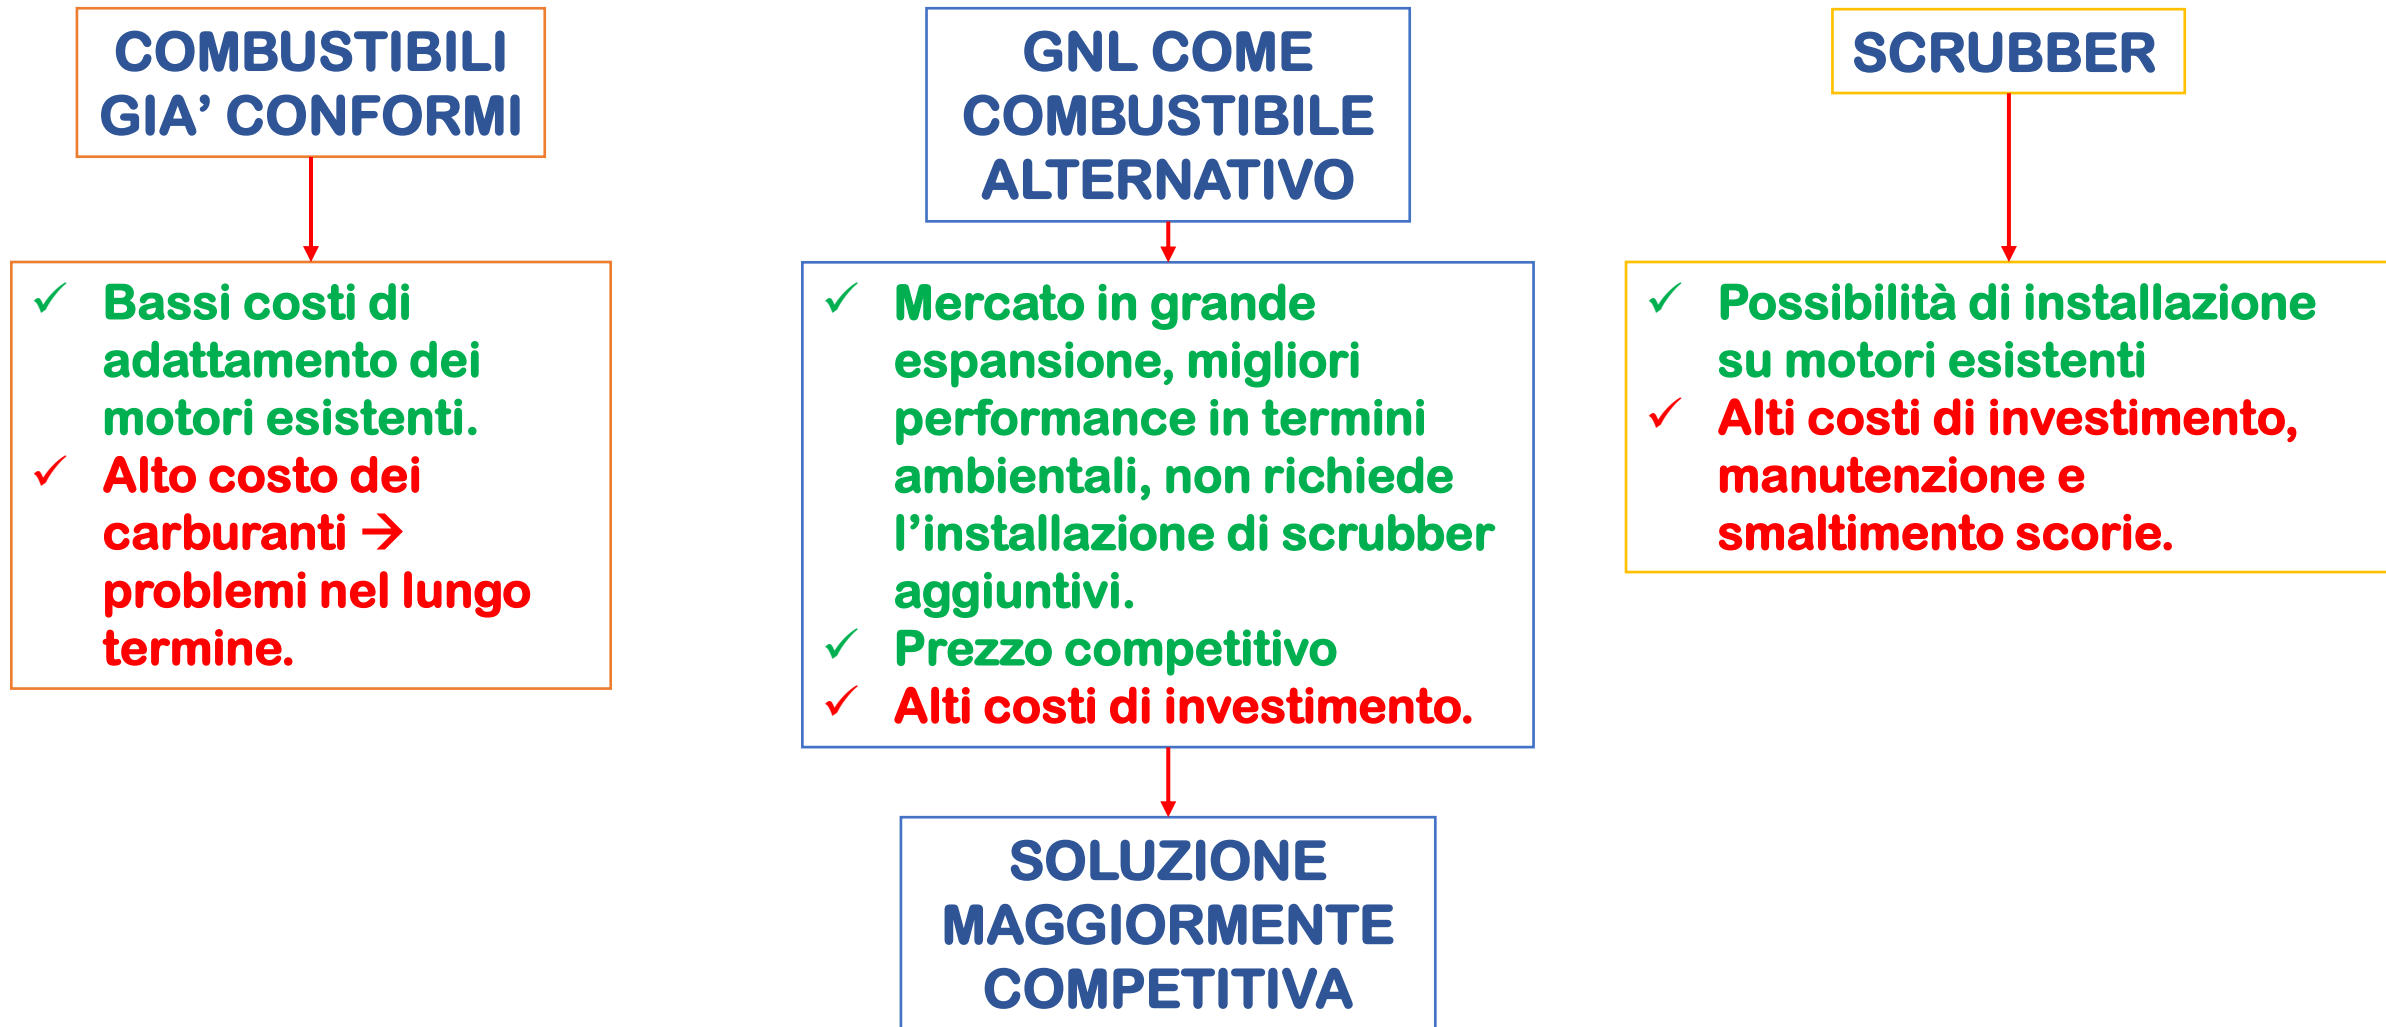 COMBUSTIBILI
GIA’ CONFORMI
✓ Bassi costi di
adattamento dei
motori esistenti.
✓ Alto costo dei
carburanti →
problemi nel lungo
termine.
GNL COME
COMBUSTIBILE
ALTERNATIVO
✓ Mercato in grande
espansione, migliori
performance in termini
ambientali, non richiede
l’installazione di scrubber
aggiuntivi.
✓ Prezzo competitivo
✓ Alti costi di investimento.
SOLUZIONE
MAGGIORMENTE
COMPETITIVA
SCRUBBER
✓ Possibilità di installazione
su motori esistenti
✓ Alti costi di investimento,
manutenzione e
smaltimento scorie.